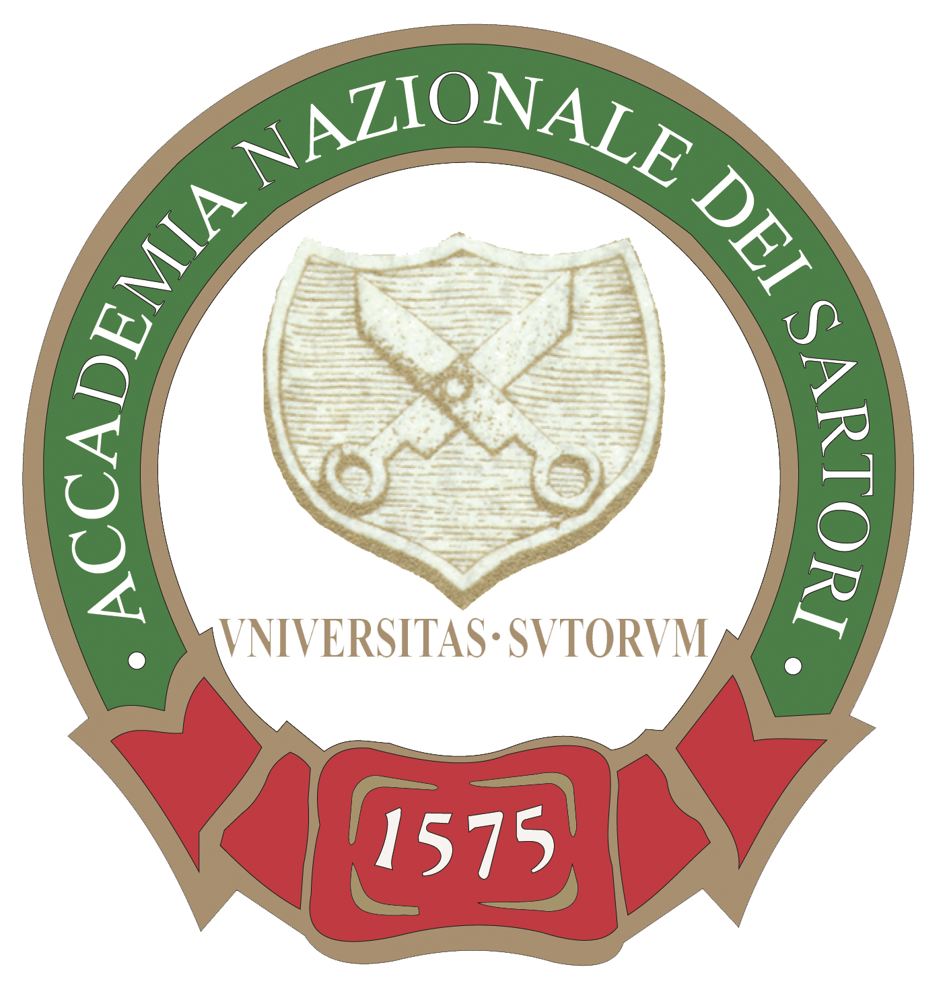 ACCADEMIA NAZIONALE DEI SARTORI
VNIVERSITAS·SVTORVM
1575